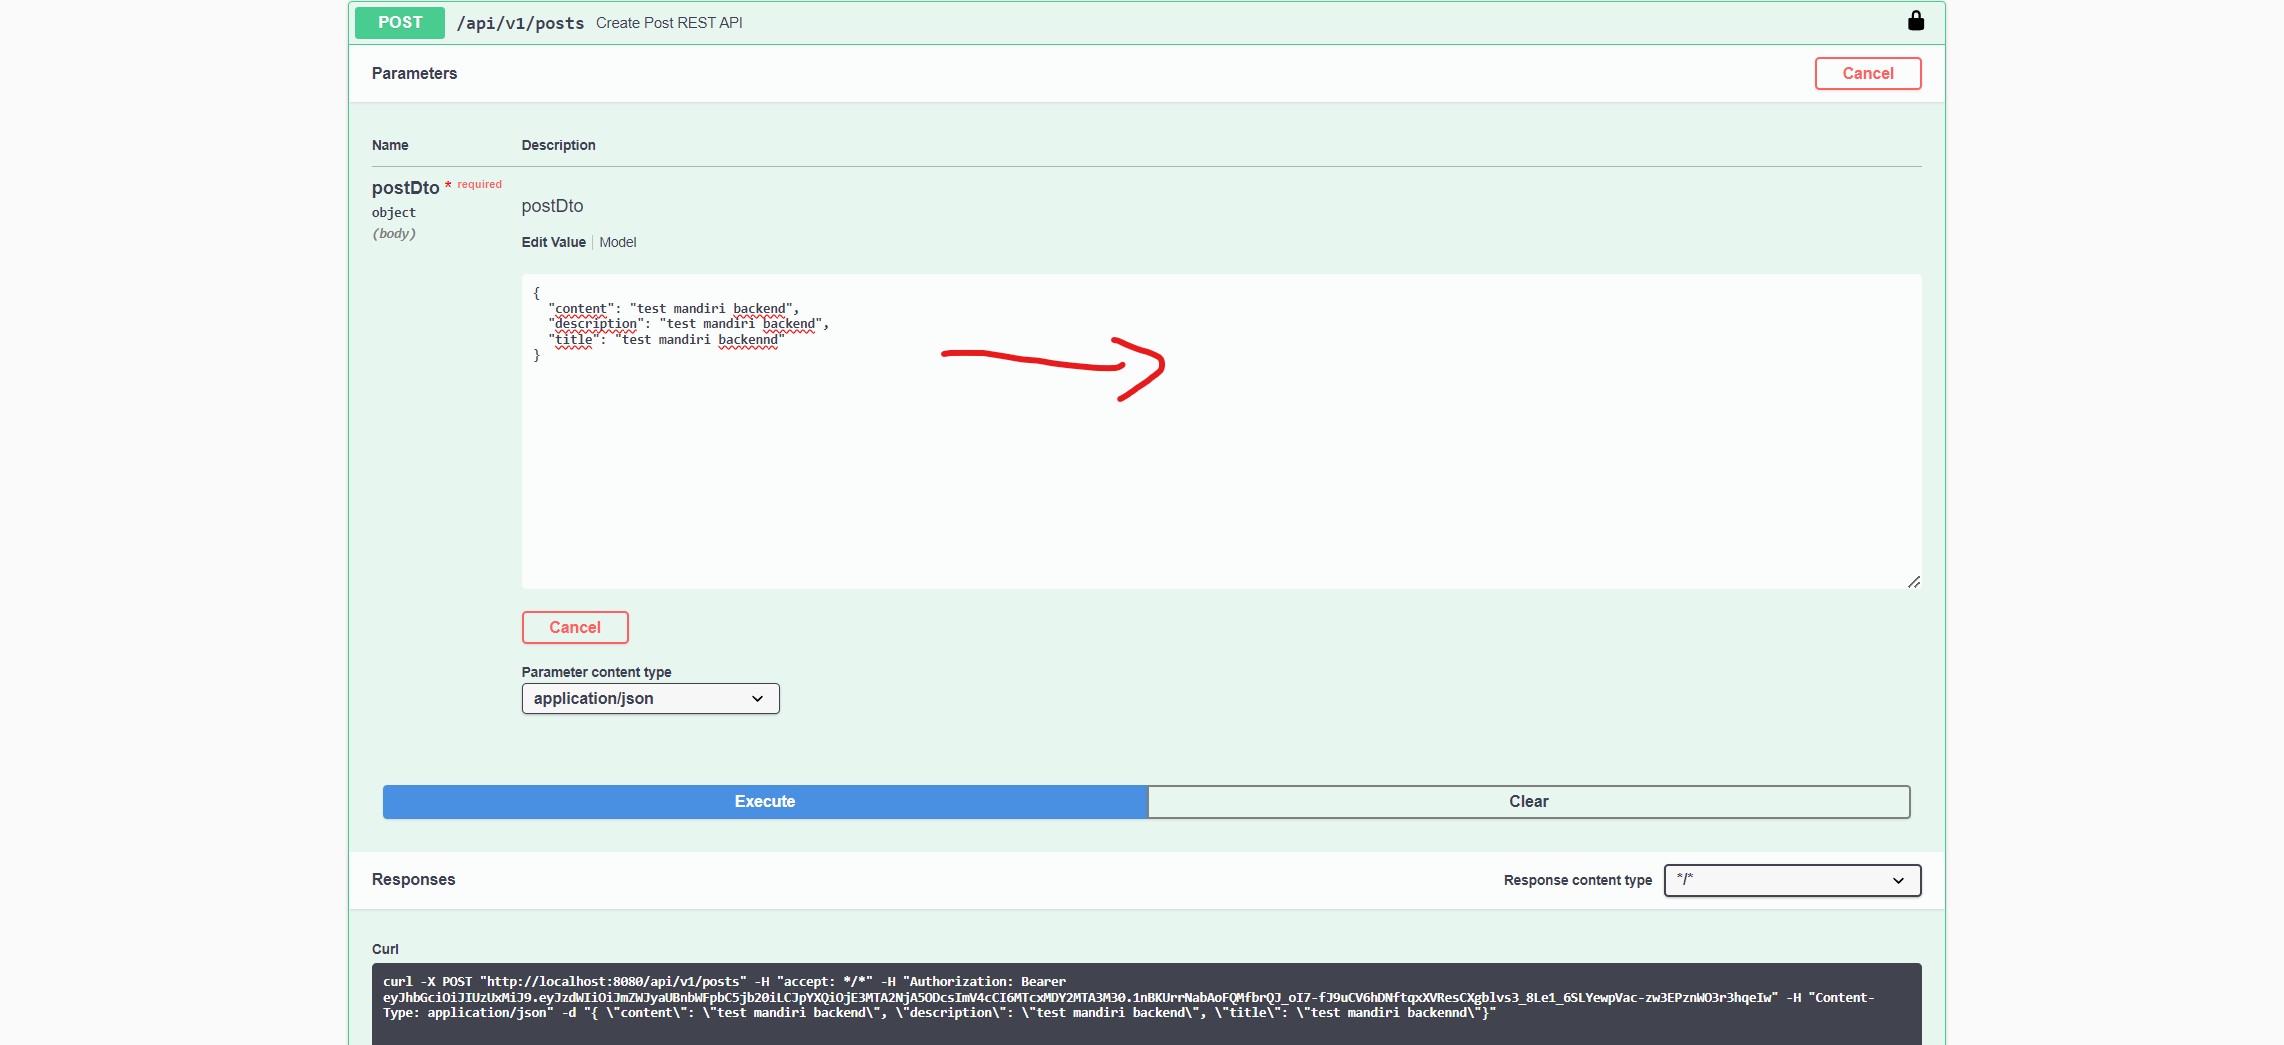 POST /api/v1/posts Create Post REST API
Parameters
Cancel
Name Description
postDto * required
object
(body)
postDto
Edit Value Model
{
"content": "test mandiri backend",
"description": "test mandiri backend",
"title": "test mandiri backennd"
}
Cancel
Parameter content type
application/json
Execute
Clear
Responses
Response content type */*
Curl
curl -X POST "http://localhost:8080/api/v1/posts" -H "accept: */*" -H "Authorization: Bearer
eyJhbGciOiJIUzUxMiJ9.eyJzdWIiOiJmZWJyaUBnbWFpbC5jb20iLCJpYXQiOjE3MTA2NjA5ODcsImV4cCI6MTcxMDY2MTA3M30.1nBKUrrNabAoFQMfbrQJ_oI7-fJ9uCV6hDNftqxXVResCXgblvs3_8Le1_6SLYewpVac-zw3EPznWO3r3hqeIw" -H "Content-
Type: application/json" -d "{ \"content\": \"test mandiri backend\", \"description\": \"test mandiri backend\", \"title\": \"test mandiri backennd\"}"